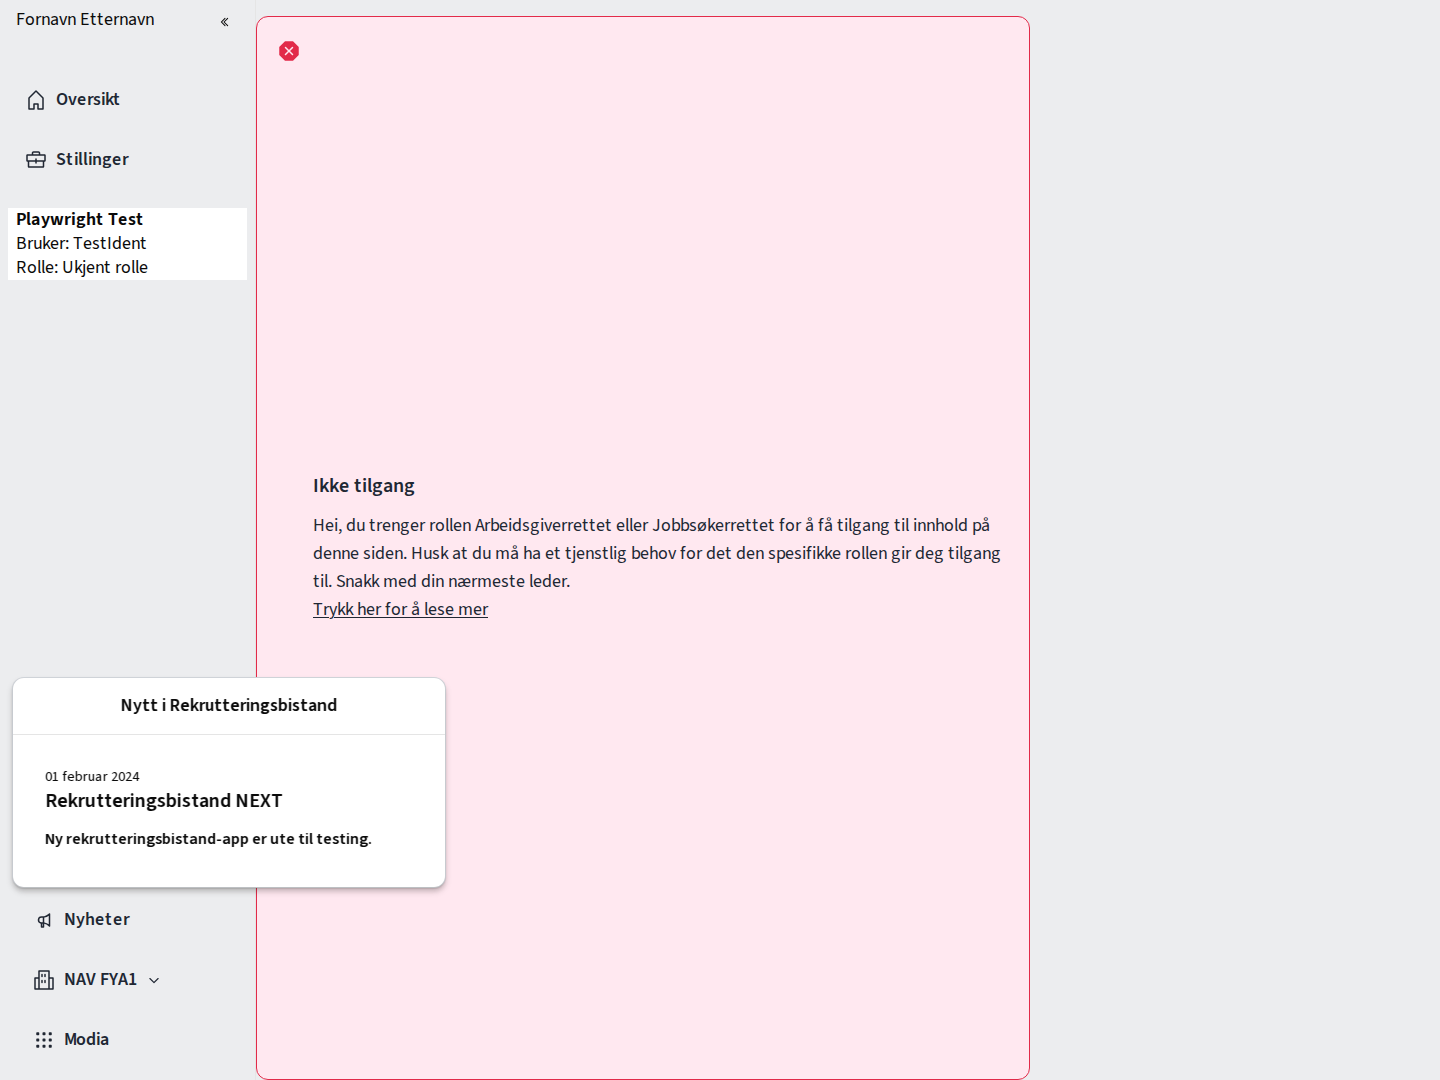 Fornavn Etternavn
Oversikt
Stillinger
Playwright Test
Bruker: TestIdent
Rolle: Ukjent rolle
Ikke tilgang
Hei, du trenger rollen Arbeidsgiverrettet eller Jobbsøkerrettet for å få tilgang til innhold på
denne siden. Husk at du må ha et tjenstlig behov for det den spesifikke rollen gir deg tilgang
til. Snakk med din nærmeste leder.
Trykk her for å lese mer
Nytt i Rekrutteringsbistand
01 februar 2024
Rekrutteringsbistand NEXT
Ny rekrutteringsbistand-app er ute til testing.
Nyheter
NAV FYA1
Modia